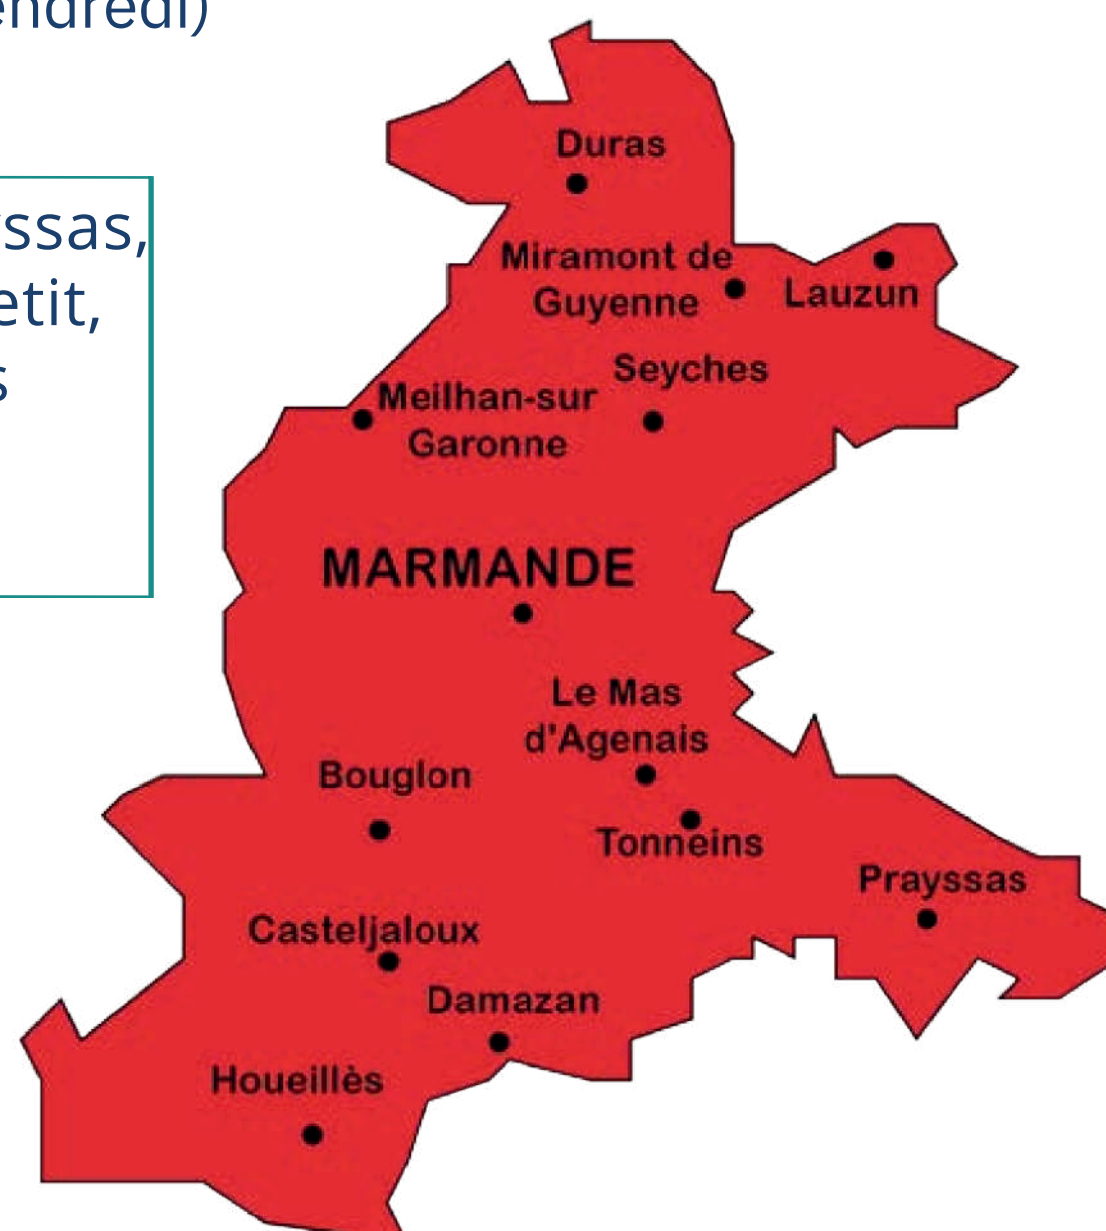 endredi)
yssas,
etit,
s
Duras
Miramont de
Guyenne
Lauzun
Seyches
Meilhan-sur
Garonne
MARMANDE
Le Mas
d'Agenais
Bouglon
Tonneins
Prayssas
Casteljaloux
Damazan
Houeillès